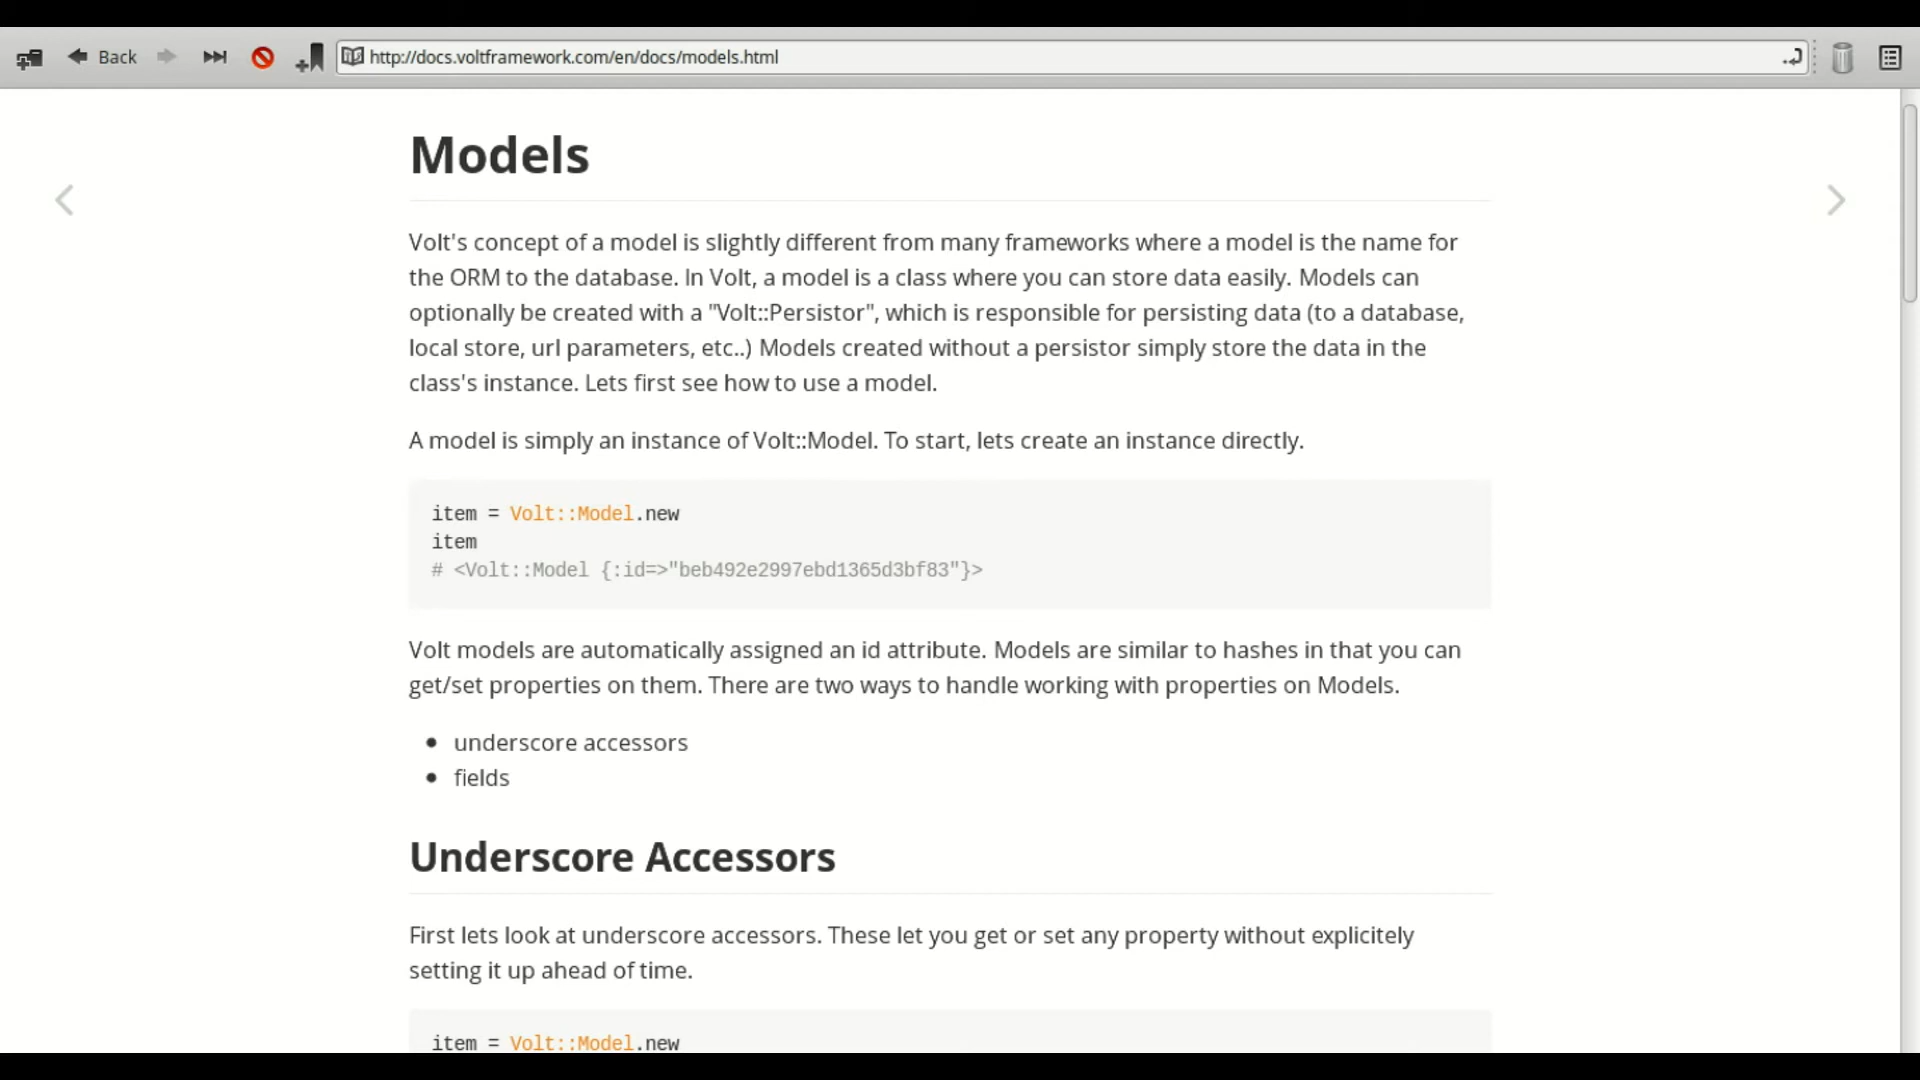 Back
http://docs.voltframework.com/en/docs/models.html
Models
Volt's concept of a model is slightly different from many frameworks where a model is the name for
the ORM to the database. In Volt, a model is a class where you can store data easily. Models can
optionally be created with a "Volt::Persistor", which is responsible for persisting data (to a database,
local store, url parameters, etc..) Models created without a persistor simply store the data in the
class's instance. Lets first see how to use a model.
A model is simply an instance of Volt::Model. To start, lets create an instance directly.
item = Volt::Model.new
item
# <Volt::Model {:id=>"beb492e2997ebd1365d3bf83"}>
Volt models are automatically assigned an id attribute. Models are similar to hashes in that you can
get/set properties on them. There are two ways to handle working with properties on Models.
• underscore accessors
• fields
Underscore Accessors
First lets look at underscore accessors. These let you get or set any property without explicitely
setting it up ahead of time.
item = Volt::Model.new